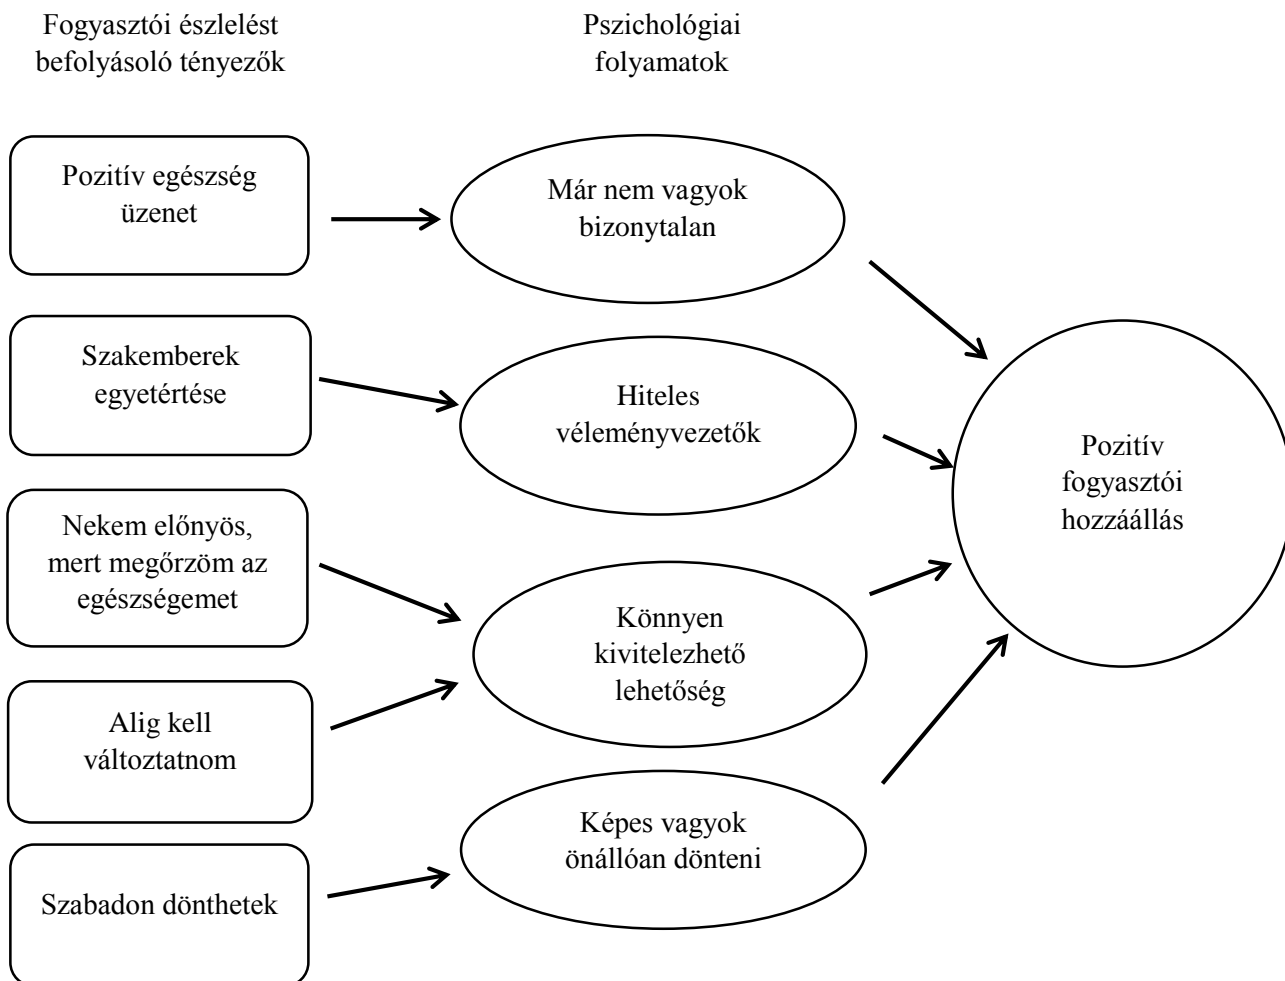 Fogyasztói észlelést
befolyásoló tényezők
Pszichológiai
folyamatok
Pozitív egészség
üzenet
Már nem vagyok
bizonytalan
Szakemberek
egyetértése
Hiteles
véleményvezetők
Pozitív
fogyasztói
hozzáállás
Nekem előnyös,
mert megőrzöm az
egészségemet
Könnyen
kivitelezhető
lehetőség
Alig kell
változtatnom
Képes vagyok
önállóan dönteni
Szabadon dönthetek